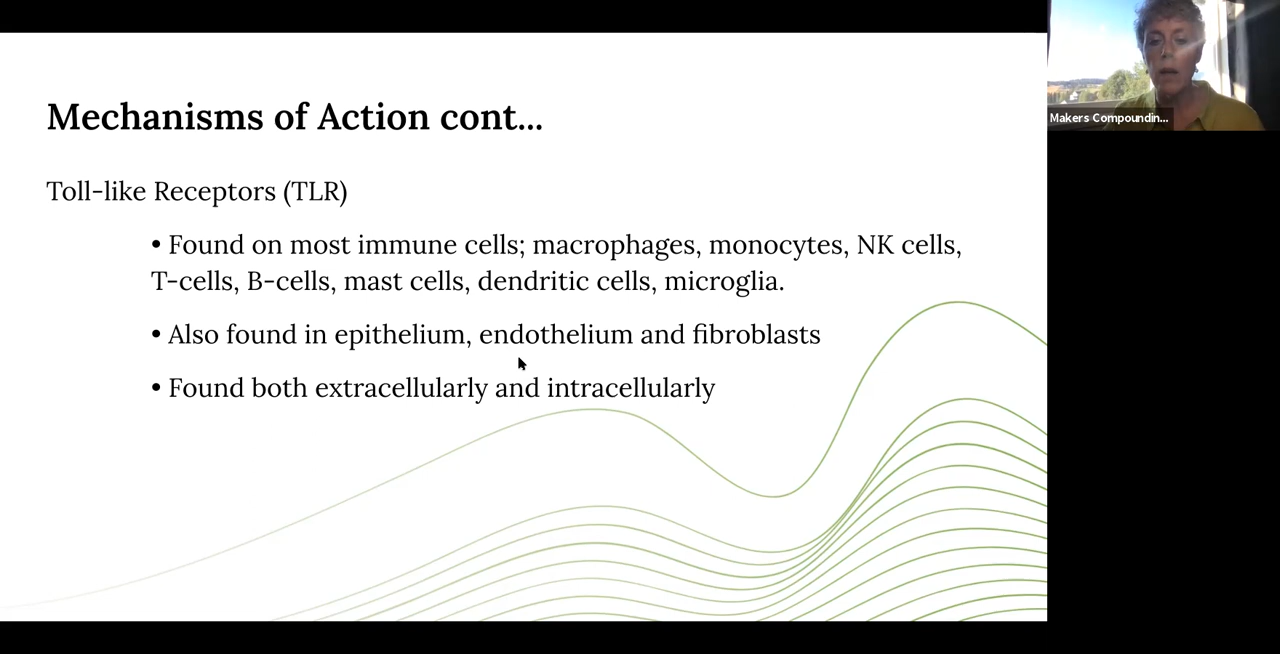 Mechanisms of Action cont...
Makers Compoundin...
Toll-like Receptors (TLR)
• Found on most immune cells; macrophages, monocytes, NK cells,
T-cells, B-cells, mast cells, dendritic cells, microglia.
• Also found in epithelium, endothelium and fibroblasts
• Found both extracellularly and intracellularly